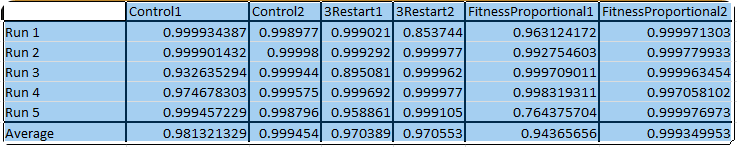 Control1 Control2 3Restart1 3Restart2 FitnessProportional1 FitnessProportional2
Run 1 0.999934387 0.998977 0.999021 0.853744 0.963124172 0.999971303
Run 2 0.999901432 0.99998 0.999292 0.999977 0.992754603 0.999779933
Run 3 0.932635294 0.999944 0.895081 0.999962 0.999709011 0.999963454
Run 4 0.974678303 0.999575 0.999692 0.999977 0.998319311 0.997058102
Run 5 0.999457229 0.998796 0.958861 0.999105 0.764375704 0.999976973
Average 0.981321329 0.999454 0.970389 0.970553 0.94365656 0.999349953